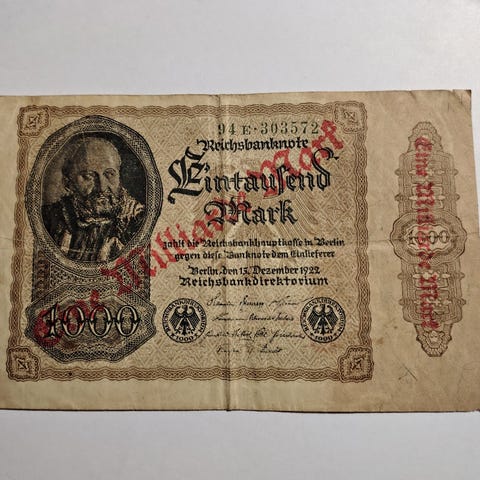 94 E·303572
Reichsbanknote
Eintausend
Mark
zahlt die Reichsbankhauptkasse in Berlin
gegen diese Banknote dem Einlieferer
Berlin, den 15. Dezember 1922
Reichsbankdirektorium
1000
1000
Eine Milliarde Mark
Eine Milliarde Mark